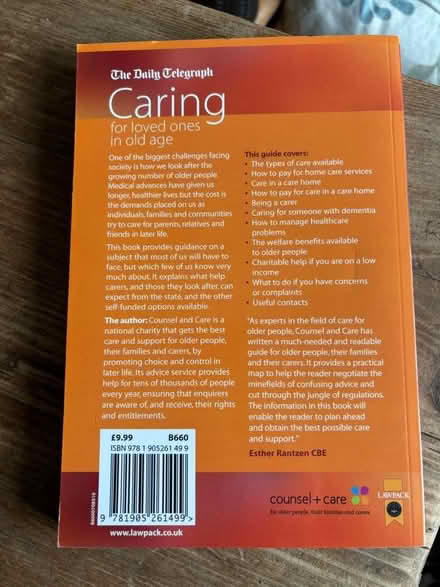 The Daily Telegraph
Caring
for loved ones
in old age
One of the biggest challenges facing
society is how we look after the
growing number of older people.
Medical advances have given us
longer, healthier lives but the cost is
the demands placed on us as
individuals, families and communities
try to care for parents, relatives and
friends in later life.
This book provides guidance on a
subject that most of us will have to
face, but which few of us know very
much about. It explains what help
carers, and those they look after, can
expect from the state, and the other
self-funded options available.
The author: Counsel and Care is a
national charity that gets the best
care and support for older people,
their families and carers, by
promoting choice and control in
later life. Its advice service provides
help for tens of thousands of people
every year, ensuring that enquirers
are aware of, and receive, their rights
and entitlements.
This guide covers:
• The types of care available
• How to pay for home care services
• Care in a care home
• How to pay for care in a care home
• Being a carer
• Caring for someone with dementia
• How to manage healthcare
problems
• The welfare benefits available
to older people
• Charitable help if you are on a low
income
• What to do if you have concerns
or complaints
• Useful contacts
"As experts in the field of care for
older people, Counsel and Care has
written a much-needed and readable
guide for older people, their families
and their carers. It provides a practical
map to help the reader negotiate the
minefields of confusing advice and
cut through the jungle of regulations.
The information in this book will
enable the reader to plan ahead
and obtain the best possible care
and support."
Esther Rantzen CBE
£9.99 B660
ISBN 978 1 905261 49 9
9 781905 261499>
www.lawpack.co.uk
counsel+care
for older people, their families and carers
LAWPACK